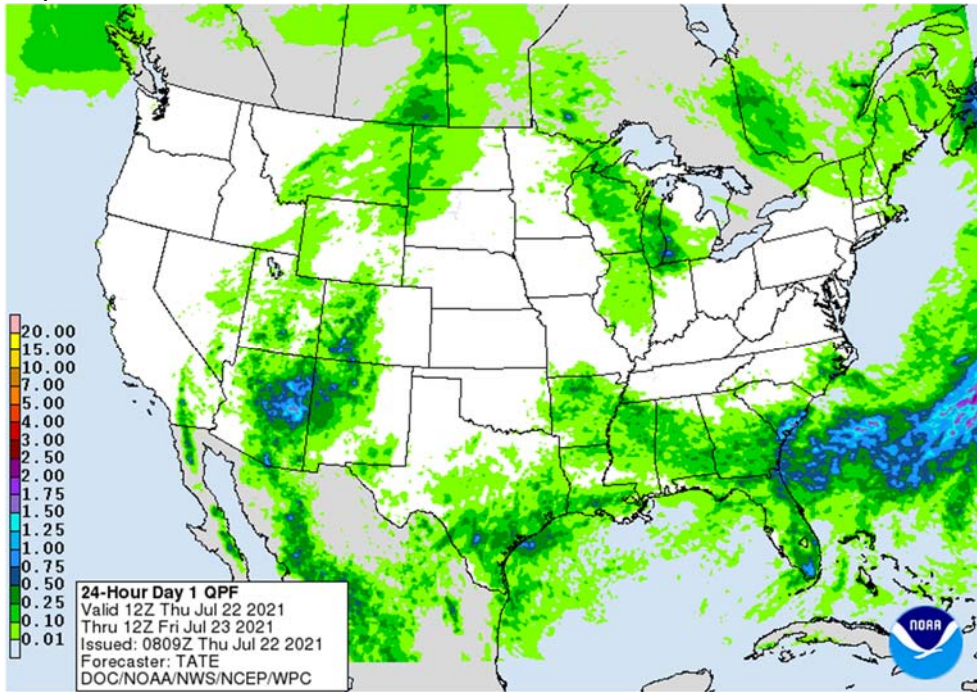 20.00
15.00
10.00
7.00
5.00
4.00
3.00
2.50
2.00
1.75
1.50
1.25
1.00
0.75
0.50
0.25
0.10
0.01
24-Hour Day 1 QPF
Valid 12Z Thu Jul 22 2021
Thru 12Z Fri Jul 23 2021
Issued: 0809Z Thu Jul 22 2021
Forecaster: TATE
DOC/NOAA/NWS/NCEP/WPC
NOAA